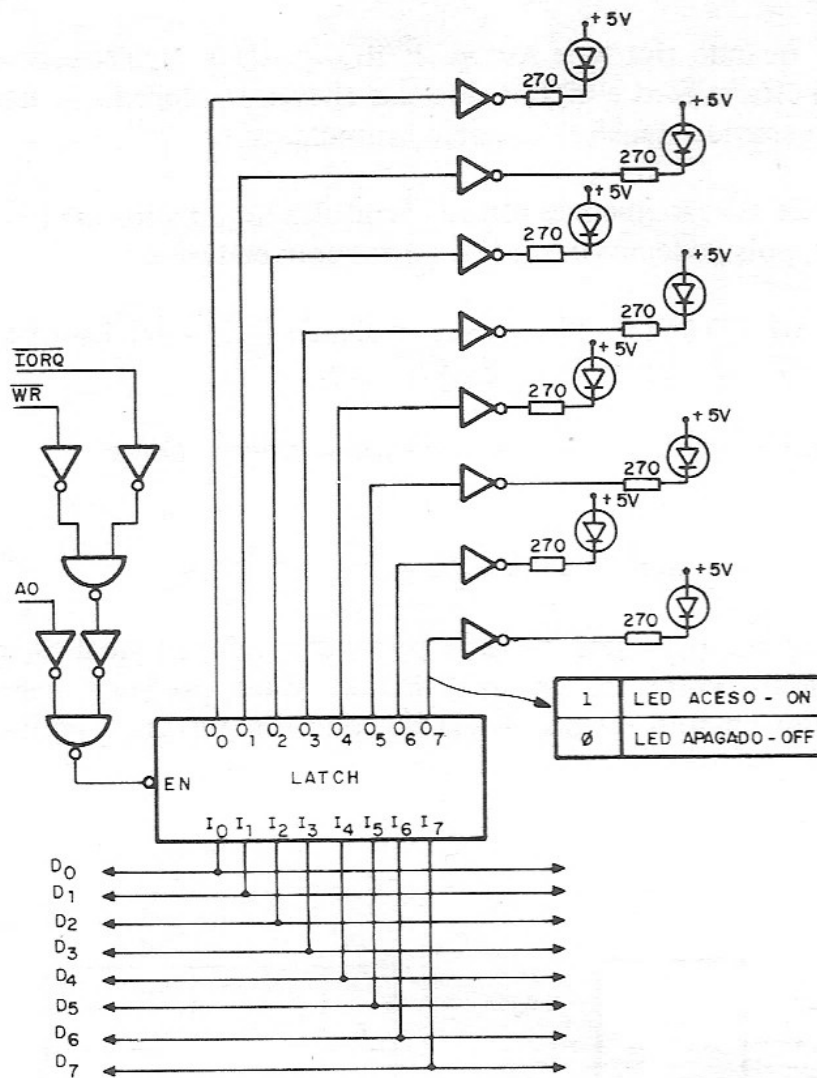 +5V
270
+5V
270
+5V
270
+5V
270
IORQ
+5V
WR
270
+5V
270
+5V
270
A0
+5V
270
1 LED ACESO - ON
Ø LED APAGADO - OFF
O0 O1 O2 O3 O4 O5 O6 O7
EN LATCH
I0 I1 I2 I3 I4 I5 I6 I7
D0
D1
D2
D3
D4
D5
D6
D7